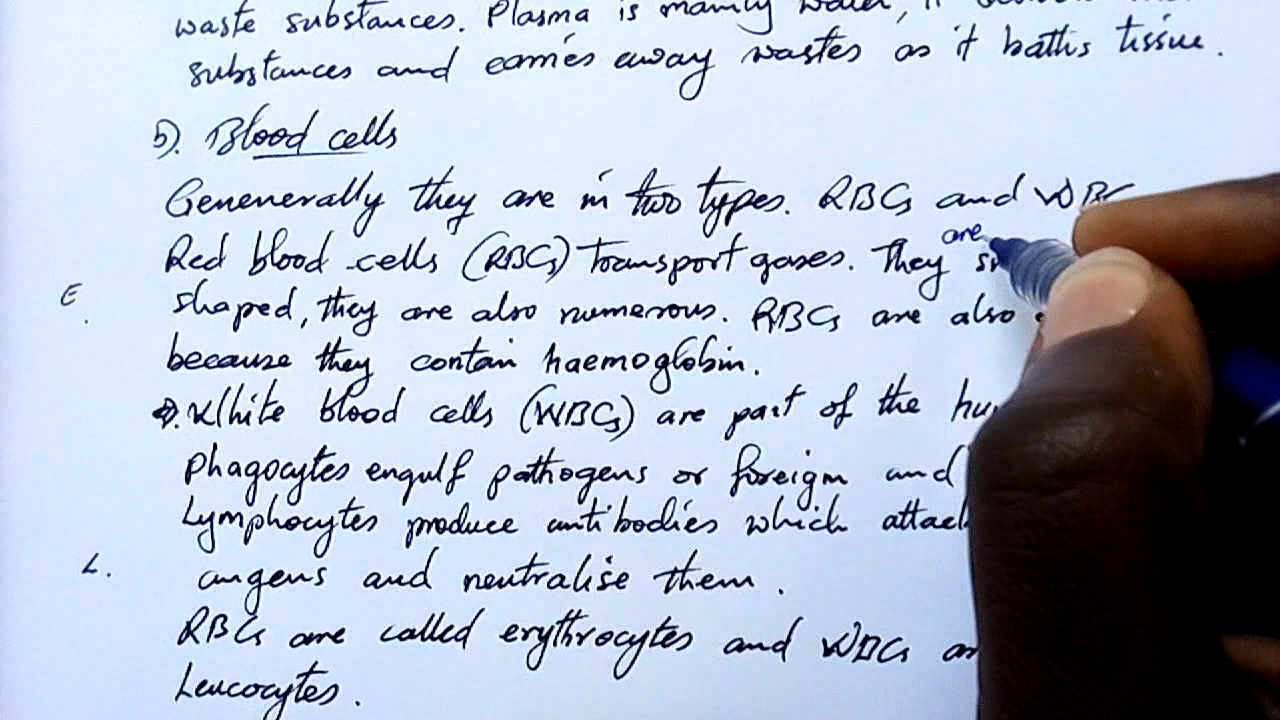 waste substances. Plasma is mainly water, it
substances and carries away wastes as it baths tissue.
b). Blood cells
Genenerally they are in two types. RBCs and WBC
are
Red blood cells (RBCs) transport gases. They
E.
shaped, they are also numerous. RBCs are also
because they contain haemoglobin.
White blood cells (WBCs) are part of the
phagocytes engulf pathogens or foreign and
Lymphocytes produce antibodies which
L.
angens and neutralise them.
RBCs are called erythrocytes and WBCs
Leucocytes.